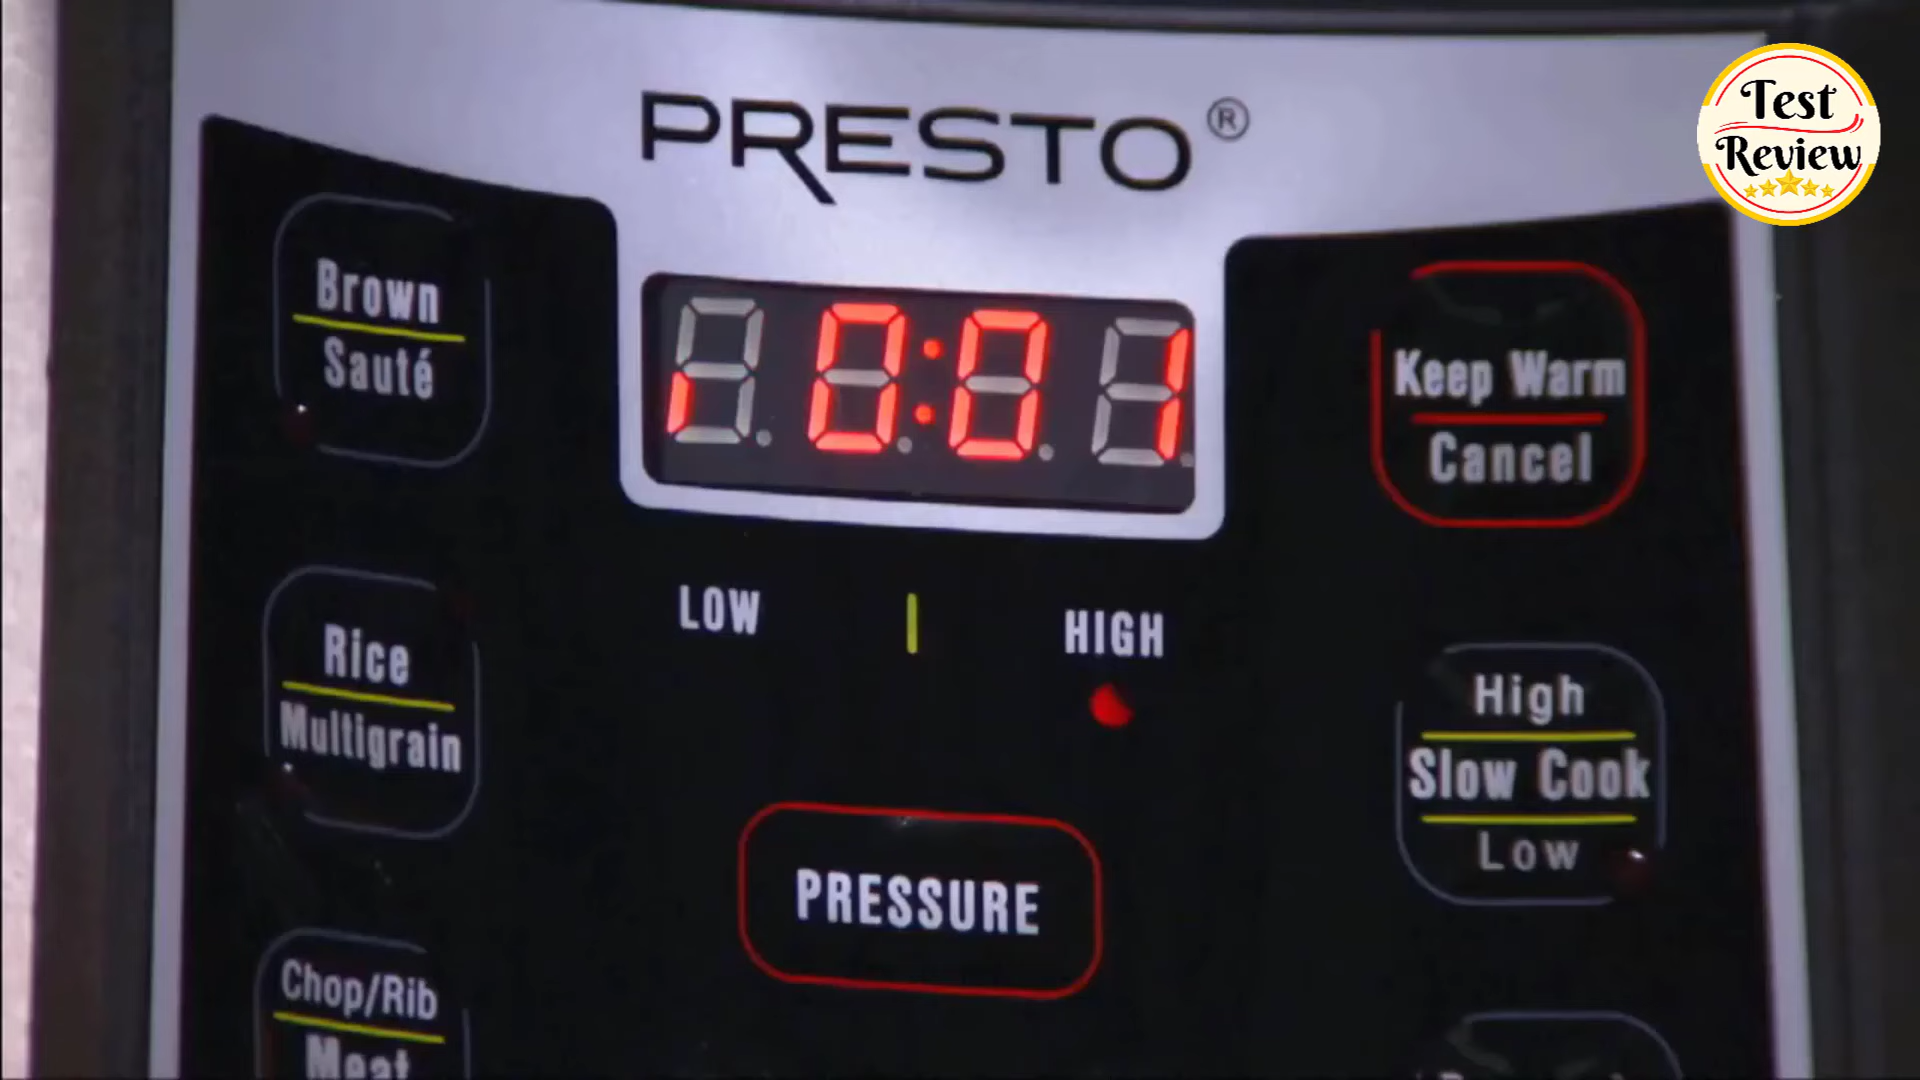 PRESTO®
Test
Review
Brown
Sauté
0:01
Keep Warm
Cancel
LOW | HIGH
Rice
Multigrain
High
Slow Cook
Low
PRESSURE
Chop/Rib
Meat